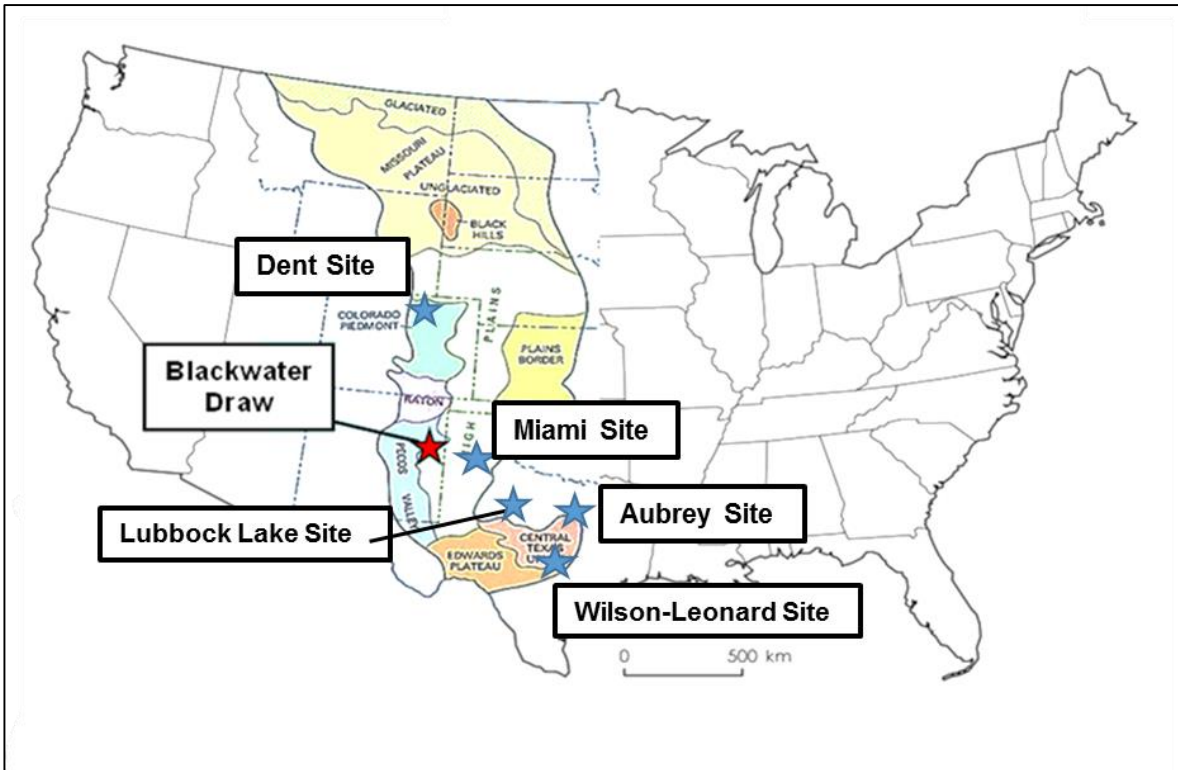 GLACIATED
MISSOURI
PLATEAU
UNGLACIATED
BLACK
HILLS
Dent Site
PLAINS
COLORADO
PIEDMONT
PLAINS
BORDER
Blackwater
Draw
RATON
HIGH
Miami Site
PECOS
VALLEY
Lubbock Lake Site
Aubrey Site
CENTRAL
TEXAS
EDWARDS
PLATEAU
Wilson-Leonard Site
0 500 km